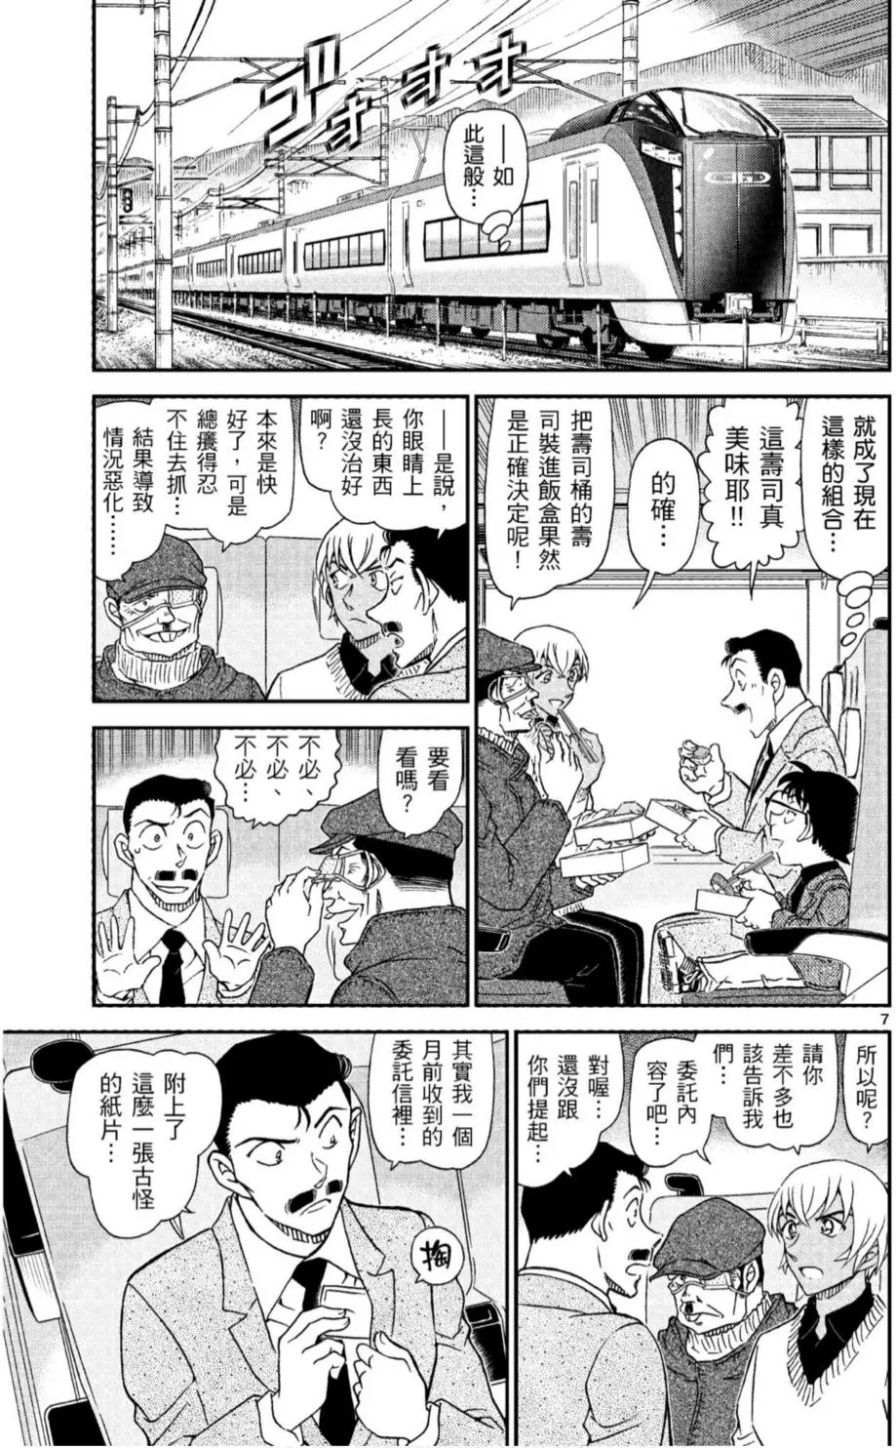 ゴォォォ
——如
此這般…
就成了現在
這樣的組合…
這壽司真
美味耶!!
的確…
把壽司桶的壽
司裝進飯盒果然
是正確決定呢！
——是說，
你眼睛上
長的東西
還沒治好
啊？
本來是快
好了，可是
總攫得忍
不住去抓…
結果導致
情況惡化……
要看
看嗎？
不必、
不必、
不必…
7
所以呢？
請你
差不多也
該告訴我
們…
委託內
容了吧…
對喔…
還沒跟
你們提起…
其實我一個
月前收到的
委託信裡…
掏
附上了
這麼一張古怪
的紙片…